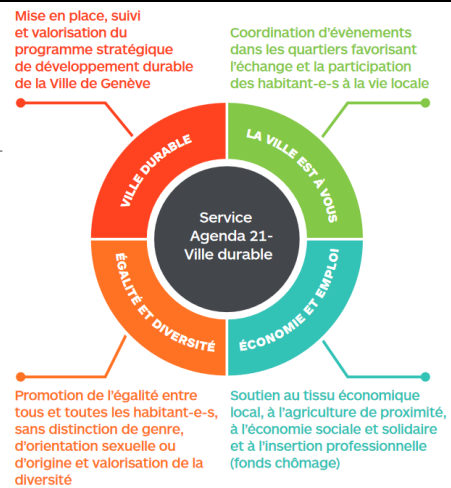 Mise en place, suivi
et valorisation du
programme stratégique
de développement durable
de la Ville de Genève
Coordination d'évènements
dans les quartiers favorisant
l'échange et la participation
des habitant-e-s à la vie locale
VILLE DURABLE
LA VILLE EST À VOUS
Service
Agenda 21-
Ville durable
ÉGALITÉ ET DIVERSITÉ
ÉCONOMIE ET EMPLOI
Promotion de l'égalité entre
tous et toutes les habitant-e-s,
sans distinction de genre,
d'orientation sexuelle ou
d'origine et valorisation de la
diversité
Soutien au tissu économique
local, à l'agriculture de proximité,
à l'économie sociale et solidaire
et à l'insertion professionnelle
(fonds chômage)